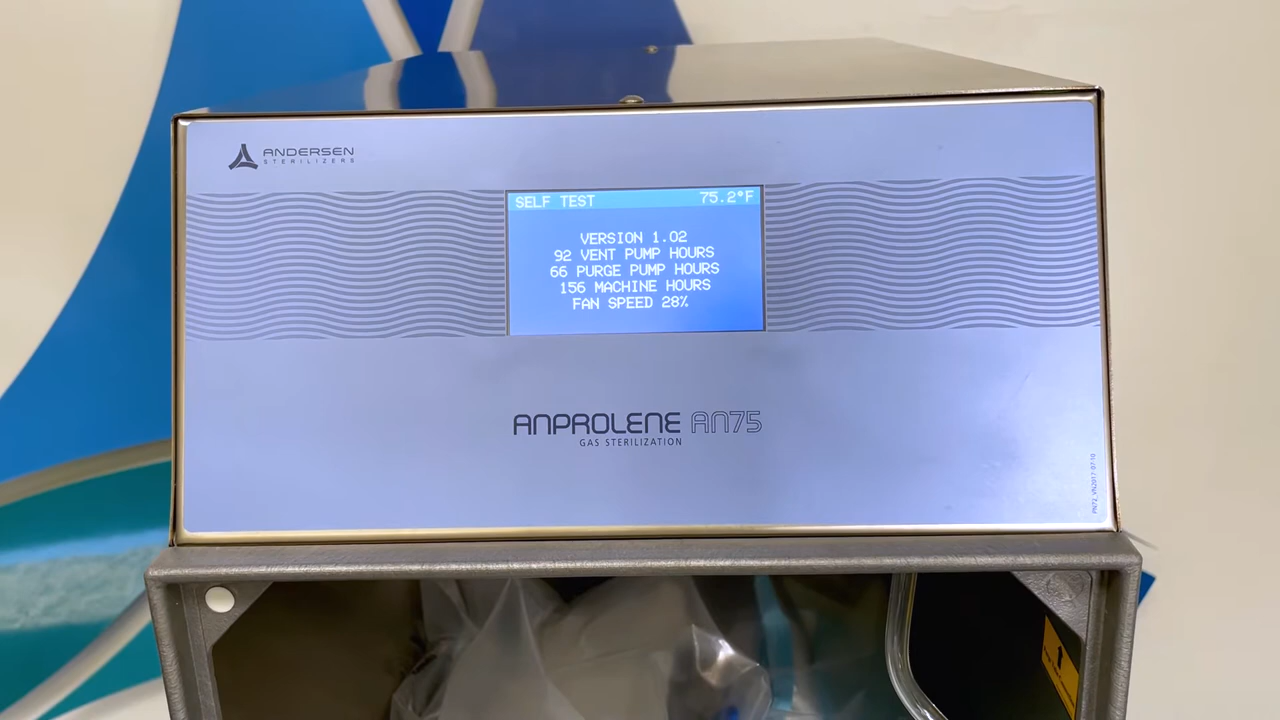 ANDERSEN
STERILIZERS
SELF TEST 75.2°F
VERSION 1.02
92 VENT PUMP HOURS
66 PURGE PUMP HOURS
156 MACHINE HOURS
FAN SPEED 28%
ANPROLENE AN75
GAS STERILIZATION